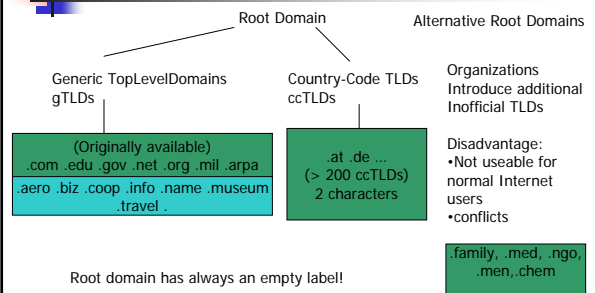 Root Domain
Alternative Root Domains
Generic TopLevelDomains
gTLDs
Country-Code TLDs
ccTLDs
Organizations
Introduce additional
Inofficial TLDs
(Originally available)
.com .edu .gov .net .org .mil .arpa
.aero .biz .coop .info .name .museum
.travel .
.at .de ...
(> 200 ccTLDs)
2 characters
Disadvantage:
•Not useable for
normal Internet
users
•conflicts
.family, .med, .ngo,
.men,.chem
Root domain has always an empty label!